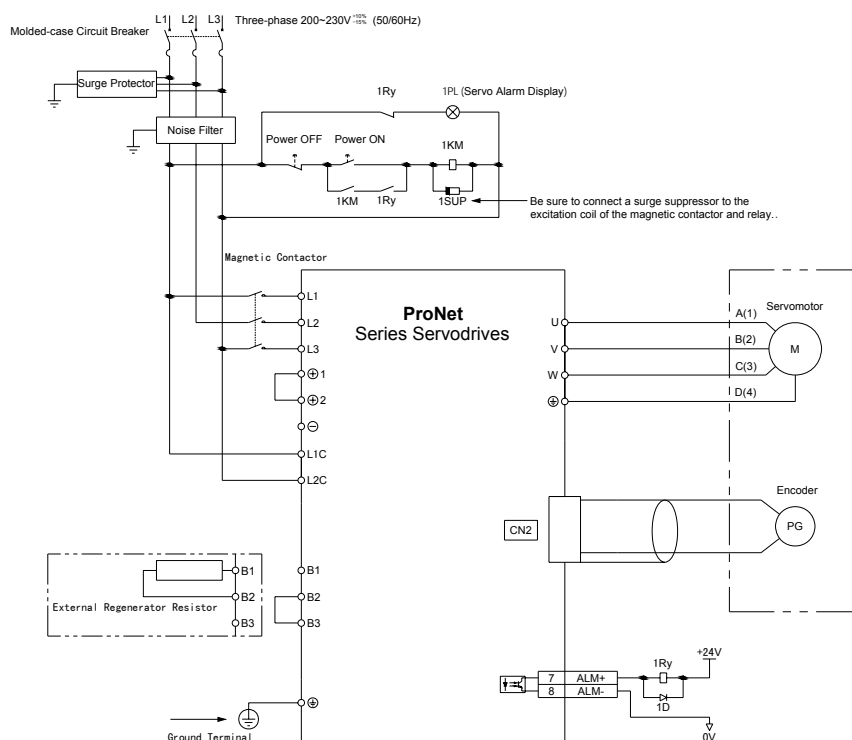 L1 L2 L3 Three-phase 200~230V +10% -15% (50/60Hz)
Molded-case Circuit Breaker
Surge Protector
1Ry
1PL (Servo Alarm Display)
Noise Filter
Power OFF
Power ON
1KM
1KM
1Ry
1SUP
Be sure to connect a surge suppressor to the
excitation coil of the magnetic contactor and relay..
Magnetic Contactor
ProNet
Series Servodrives
L1
L2
L3
1
2
L1C
L2C
U
V
W
A(1)
B(2)
C(3)
D(4)
Servomotor
M
CN2
Encoder
PG
External Regenerator Resistor
B1
B2
B3
B1
B2
B3
7 ALM+
8 ALM-
1Ry
+24V
1D
0V
Ground Terminal